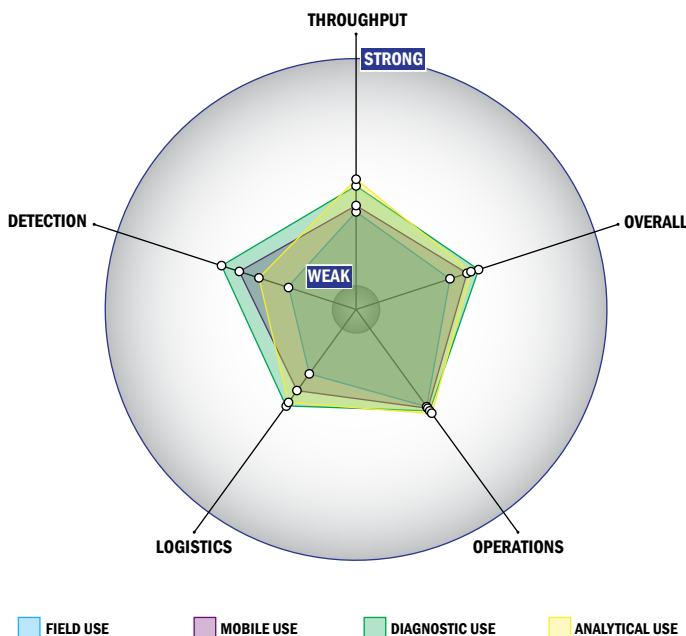 THROUGHPUT
STRONG
DETECTION
OVERALL
WEAK
LOGISTICS
OPERATIONS
FIELD USE
MOBILE USE
DIAGNOSTIC USE
ANALYTICAL USE